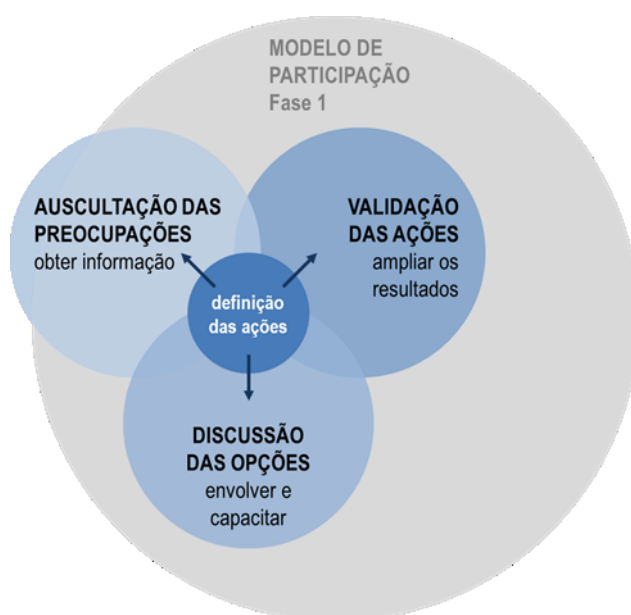 MODELO DE
PARTICIPAÇÃO
Fase 1
AUSCULTAÇÃO DAS
PREOCUPAÇÕES
obter informação
VALIDAÇÃO
DAS AÇÕES
ampliar os
resultados
definição
das ações
DISCUSSÃO
DAS OPÇÕES
envolver e
capacitar